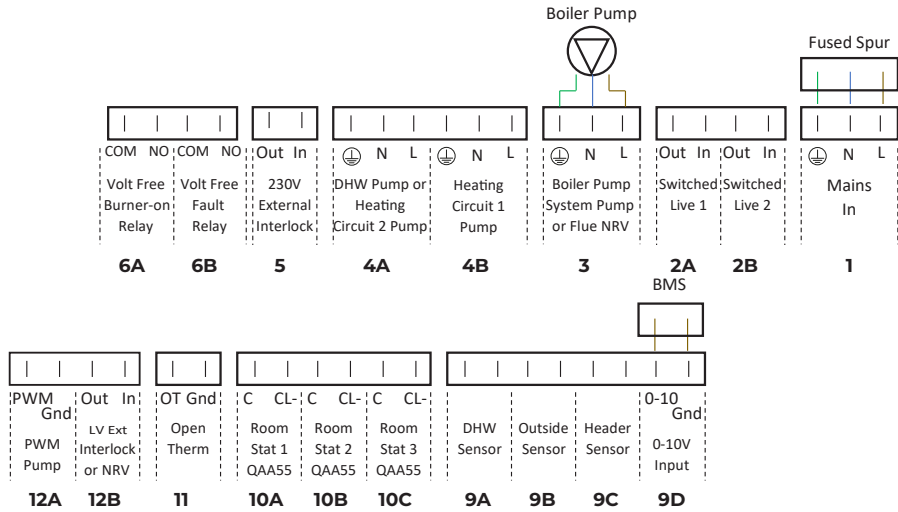 Boiler Pump
Fused Spur
COM NO COM NO Out In ⏚ N L ⏚ N L ⏚ N L Out In Out In ⏚ N L
Volt Free Volt Free 230V DHW Pump or Heating Boiler Pump Switched Switched Mains
Burner-on Fault External Heating Circuit 1 System Pump Live 1 Live 2 In
Relay Relay Interlock Circuit 2 Pump Pump or Flue NRV
6A 6B 5 4A 4B 3 2A 2B 1
BMS
PWM Out In OT Gnd C CL- C CL- C CL- 0-10
Gnd Gnd
PWM LV Ext Open Room Room Room DHW Outside Header 0-10V
Pump Interlock Therm Stat 1 Stat 2 Stat 3 Sensor Sensor Sensor Input
or NRV QAA55 QAA55 QAA55
12A 12B 11 10A 10B 10C 9A 9B 9C 9D